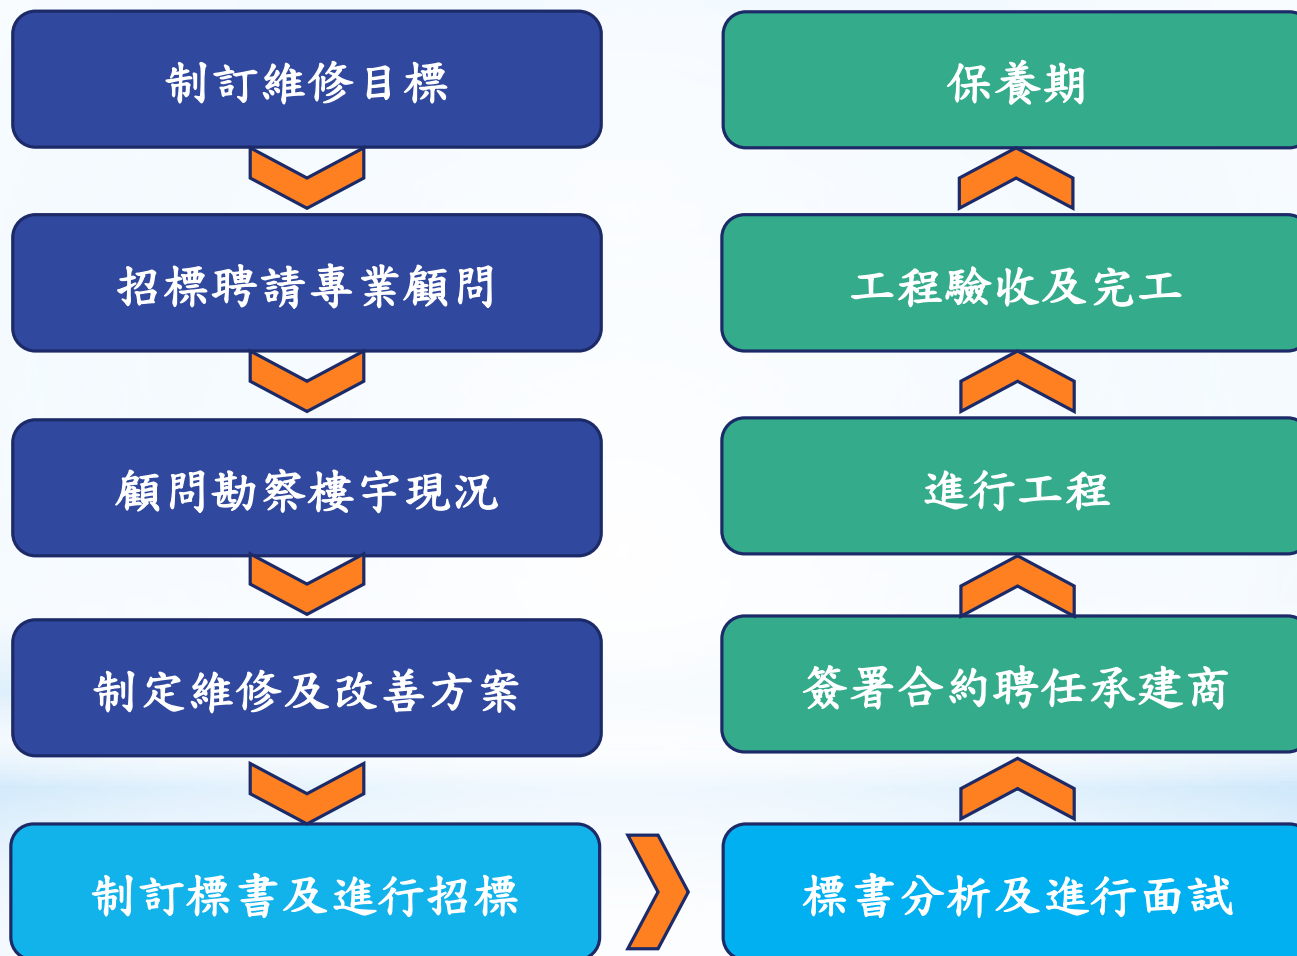 制訂維修目標
招標聘請專業顧問
顧問勘察樓宇現況
制定維修及改善方案
制訂標書及進行招標
標書分析及進行面試
簽署合約聘任承建商
進行工程
工程驗收及完工
保養期